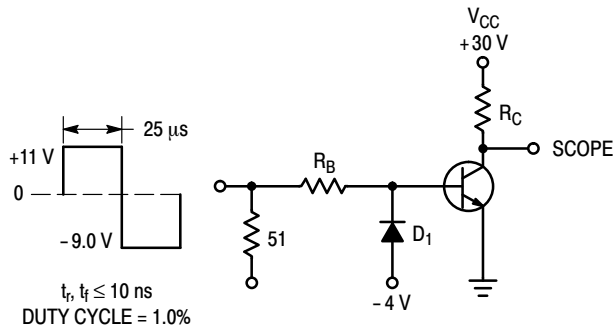 V_CC
+30 V
R_C
SCOPE
25 μs
+11 V
0
- 9.0 V
R_B
51
D_1
- 4 V
t_r, t_f ≤ 10 ns
DUTY CYCLE = 1.0%